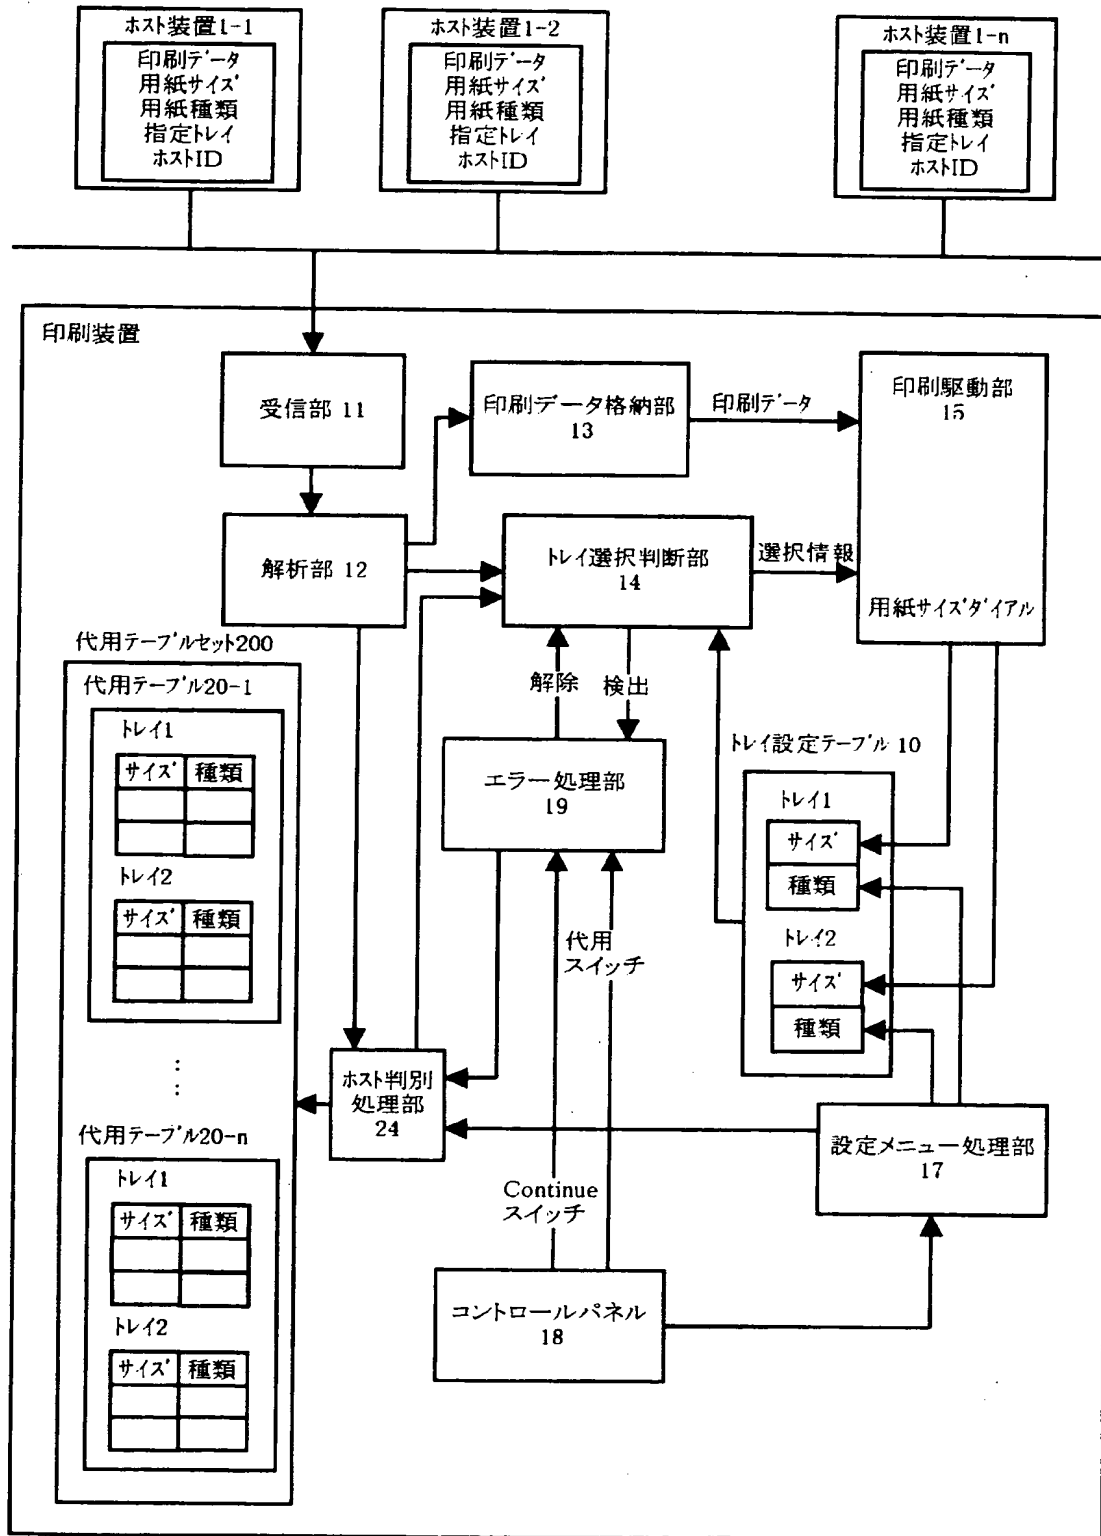 ホスト装置1-1
印刷データ
用紙サイズ
用紙種類
指定トレイ
ホストID
ホスト装置1-2
印刷データ
用紙サイズ
用紙種類
指定トレイ
ホストID
ホスト装置1-n
印刷データ
用紙サイズ
用紙種類
指定トレイ
ホストID
印刷装置
受信部 11
印刷データ格納部
13
印刷データ
印刷駆動部
15
用紙サイズダイアル
解析部 12
トレイ選択判断部
14
選択情報
代用テーブルセット200
代用テーブル20-1
トレイ1
サイズ 種類
トレイ2
サイズ 種類
:
:
代用テーブル20-n
トレイ1
サイズ 種類
トレイ2
サイズ 種類
解除
検出
エラー処理部
19
トレイ設定テーブル 10
トレイ1
サイズ
種類
トレイ2
サイズ
種類
代用
スイッチ
ホスト判別
処理部
24
設定メニュー処理部
17
Continue
スイッチ
コントロールパネル
18